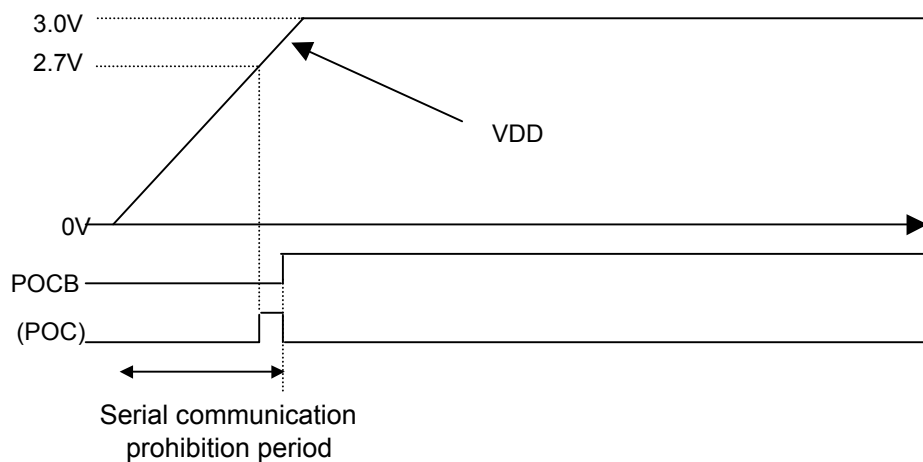 3.0V
2.7V
VDD
0V
POCB
(POC)
Serial communication
prohibition period